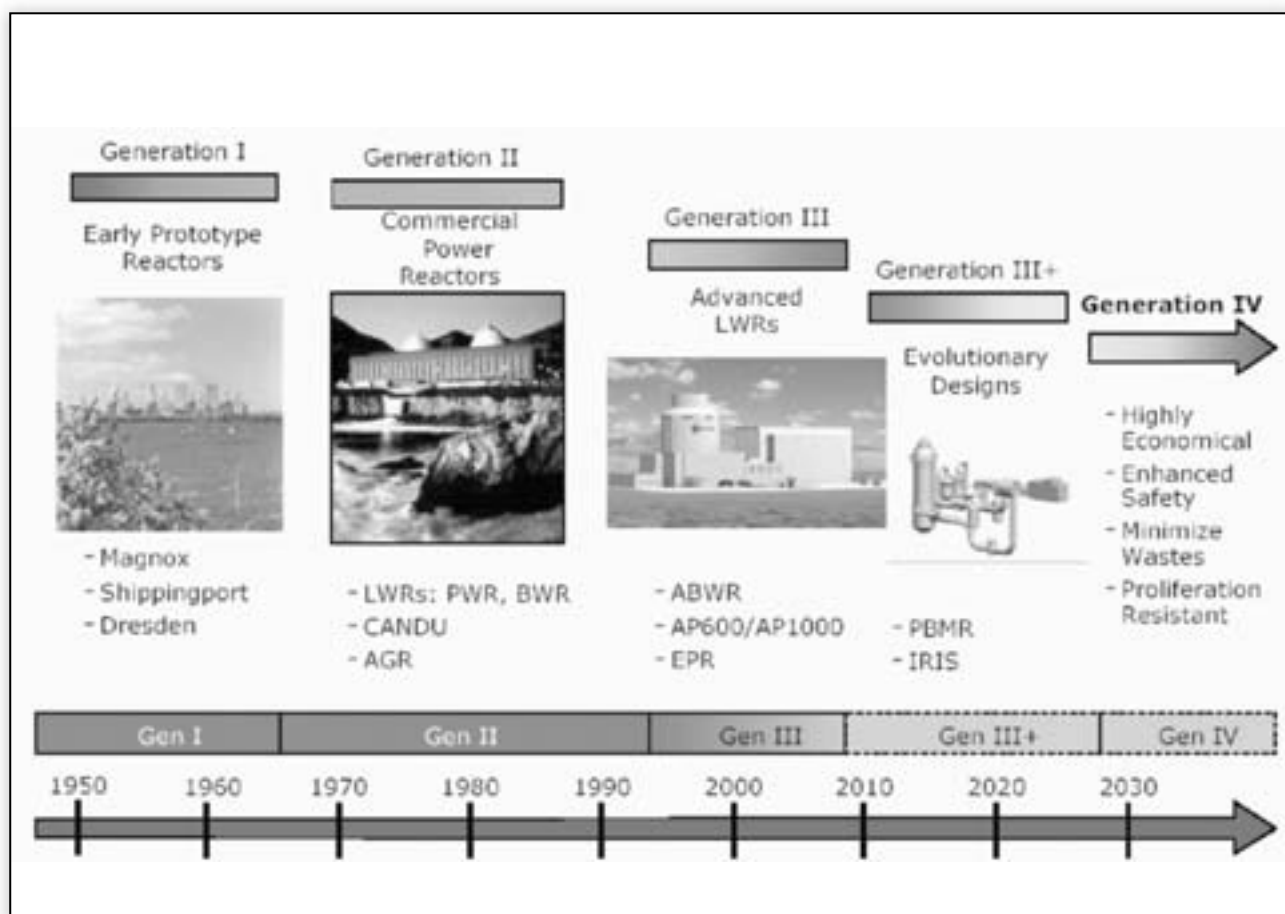 Generation I
Early Prototype
Reactors
- Magnox
- Shippingport
- Dresden
Generation II
Commercial
Power
Reactors
- LWRs: PWR, BWR
- CANDU
- AGR
Generation III
Advanced
LWRs
- ABWR
- AP600/AP1000
- EPR
Generation III+
Evolutionary
Designs
- PBMR
- IRIS
Generation IV
- Highly
Economical
- Enhanced
Safety
- Minimize
Wastes
- Proliferation
Resistant
Gen I Gen II Gen III Gen III+ Gen IV
1950 1960 1970 1980 1990 2000 2010 2020 2030